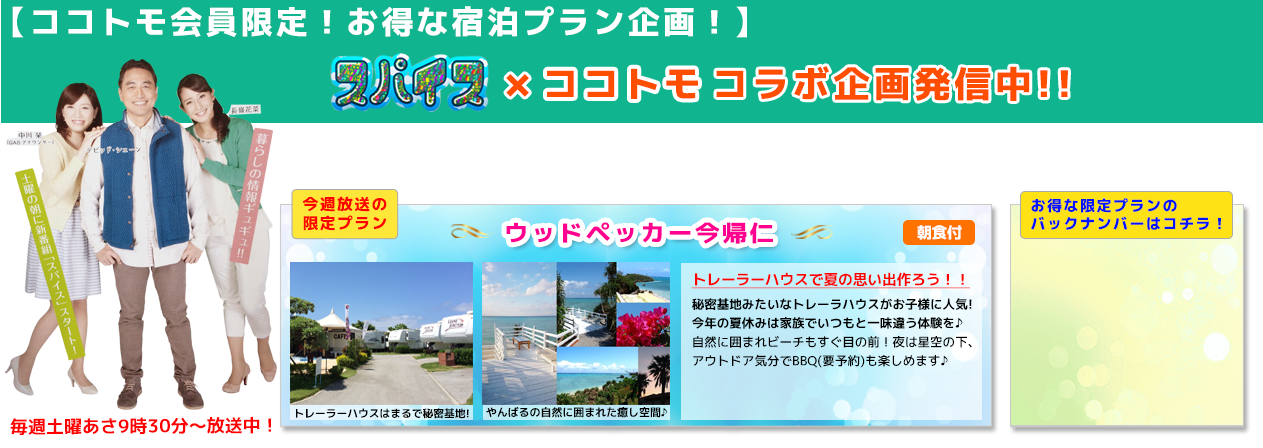 【ココトモ会員限定！お得な宿泊プラン企画！】
スパイス×ココトモ コラボ企画発信中!!
中川 栞
(QABアナウンサー)
デビッド・シェーン
長嶺花菜
土曜の朝に新番組「スパイス」スタート！
暮らしの情報ギュギュ!!
毎週土曜あさ9時30分～放送中！
今週放送の
限定プラン
ウッドペッカー今帰仁
朝食付
トレーラーハウスはまるで秘密基地!
やんばるの自然に囲まれた癒し空間♪
トレーラーハウスで夏の思い出作ろう！！
秘密基地みたいなトレーラハウスがお子様に人気!
今年の夏休みは家族でいつもと一味違う体験を♪
自然に囲まれビーチもすぐ目の前！夜は星空の下、
アウトドア気分でBBQ(要予約)も楽しめます♪
お得な限定プランの
バックナンバーはコチラ！